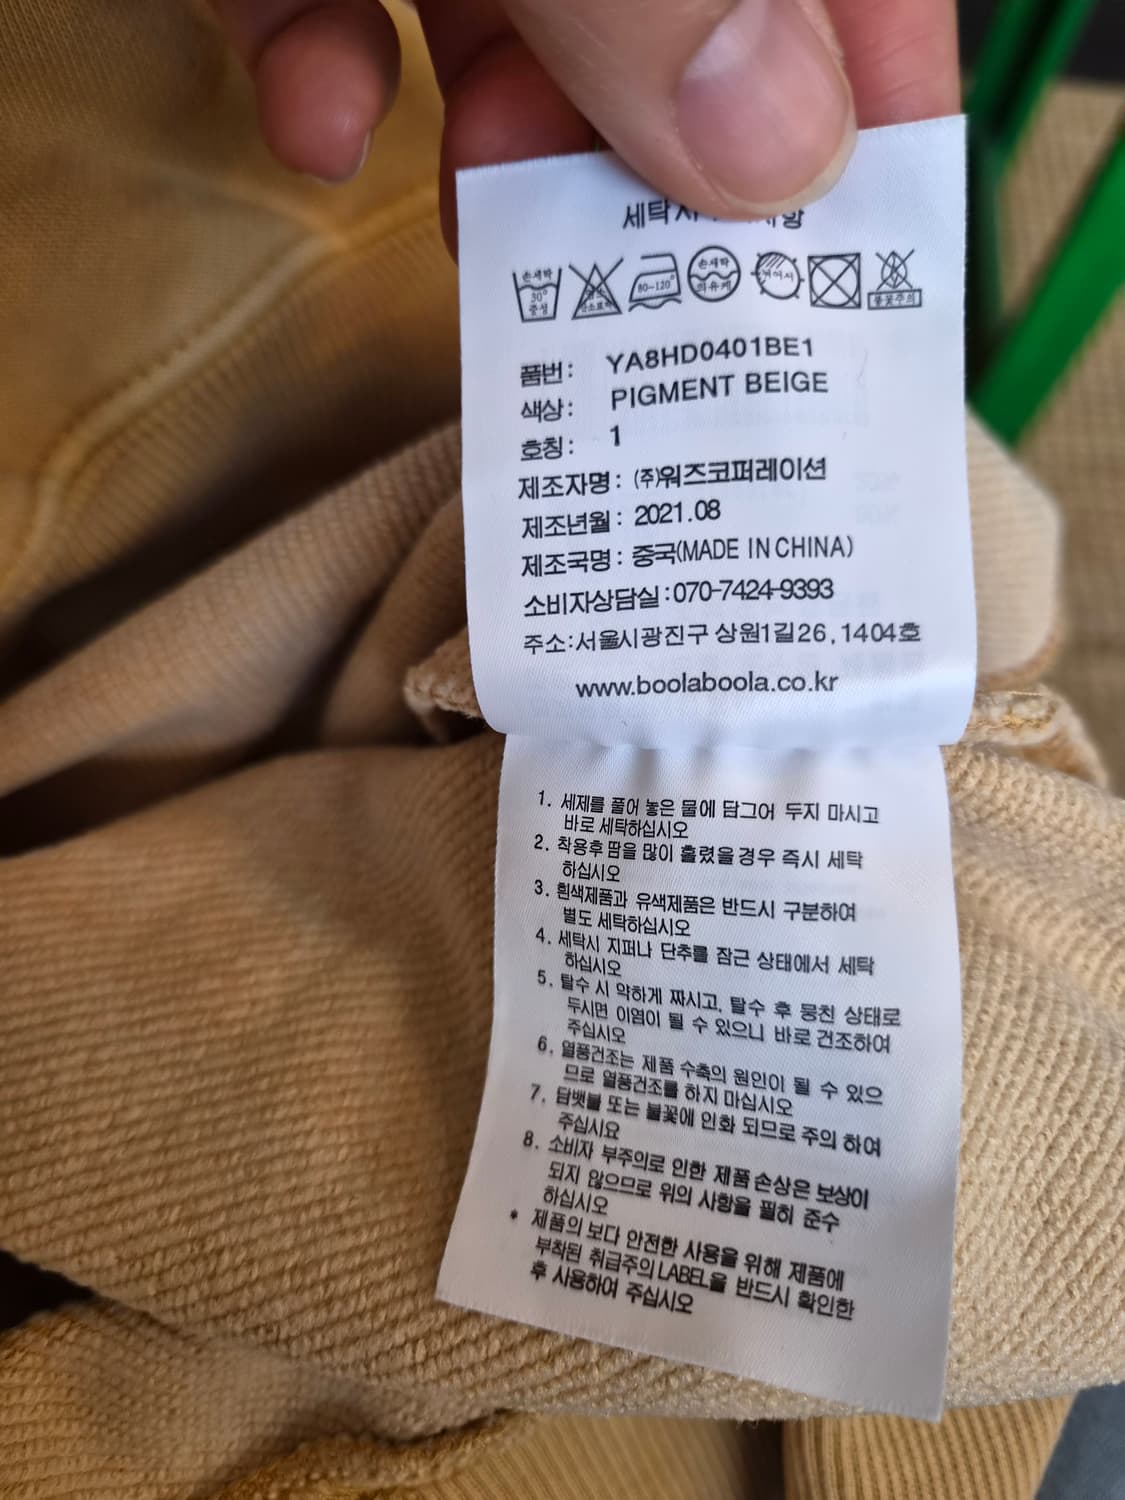 세탁시
손세탁 30° 중성
80-120°
손세탁 석유계
뉘어서
불꽃주의
품번: YA8HD0401BE1
색상: PIGMENT BEIGE
호칭: 1
제조자명: (주)워즈코퍼레이션
제조년월: 2021.08
제조국명: 중국(MADE IN CHINA)
소비자상담실:070-7424-9393
주소:서울시광진구 상원1길26, 1404호
www.boolaboola.co.kr
1. 세제를 풀어 놓은 물에 담그어 두지 마시고
바로 세탁하십시오
2. 착용후 땀을 많이 흘렸을 경우 즉시 세탁
하십시오
3. 흰색제품과 유색제품은 반드시 구분하여
별도 세탁하십시오
4. 세탁시 지퍼나 단추를 잠근 상태에서 세탁
하십시오
5. 탈수 시 약하게 짜시고, 탈수 후 뭉친 상태로
두시면 이염이 될 수 있으니 바로 건조하여
주십시오
6. 열풍건조는 제품 수축의 원인이 될 수 있으
므로 열풍건조를 하지 마십시오
7. 담뱃불 또는 불꽃에 인화 되므로 주의 하여
주십시요
8. 소비자 부주의로 인한 제품 손상은 보상이
되지 않으므로 위의 사항을 필히 준수
하십시오
* 제품의 보다 안전한 사용을 위해 제품에
부착된 취급주의 LABEL을 반드시 확인한
후 사용하여 주십시오